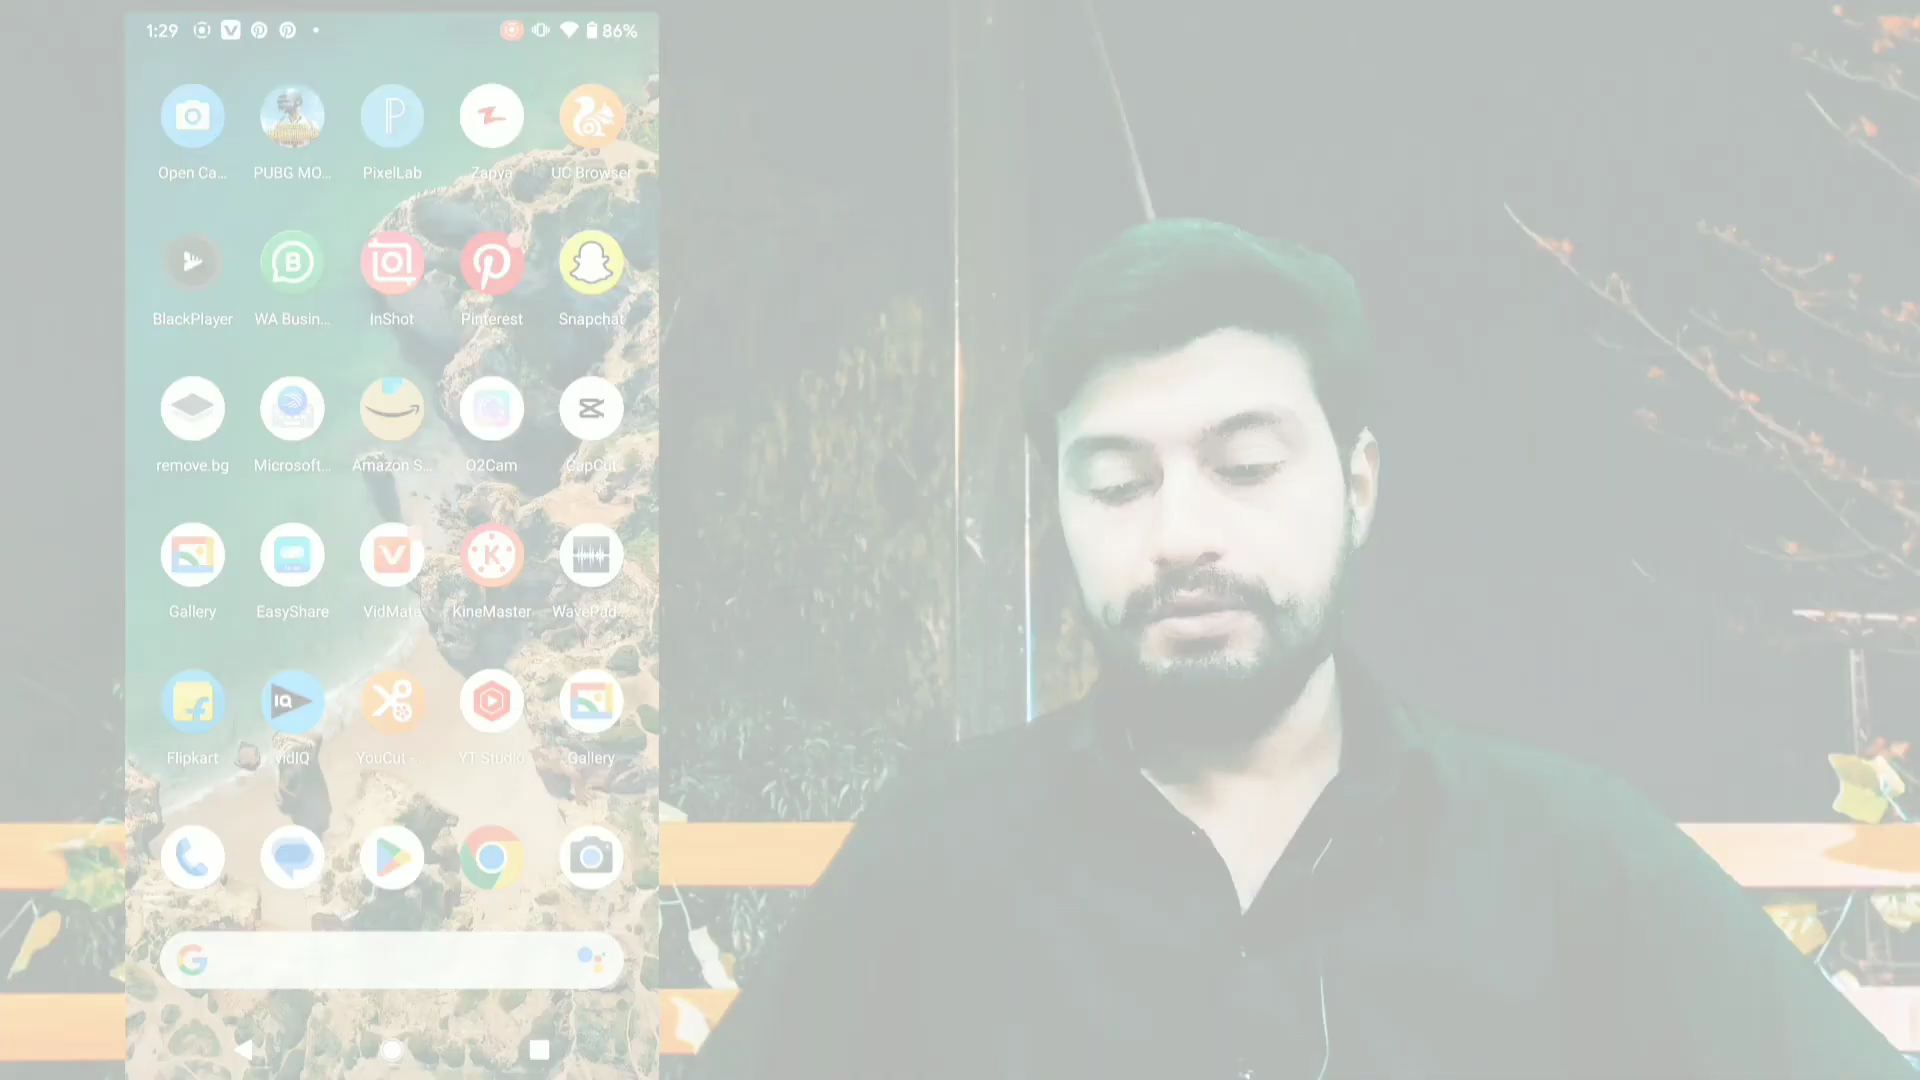 1:29 86%
Open Ca... PUBG MO... PixelLab Zapya UC Browser
BlackPlayer WA Busin... InShot Pinterest Snapchat
remove.bg Microsoft... Amazon S... O2Cam CapCut
Gallery EasyShare VidMate KineMaster WavePad...
Flipkart vidIQ YouCut - ... YT Studio Gallery